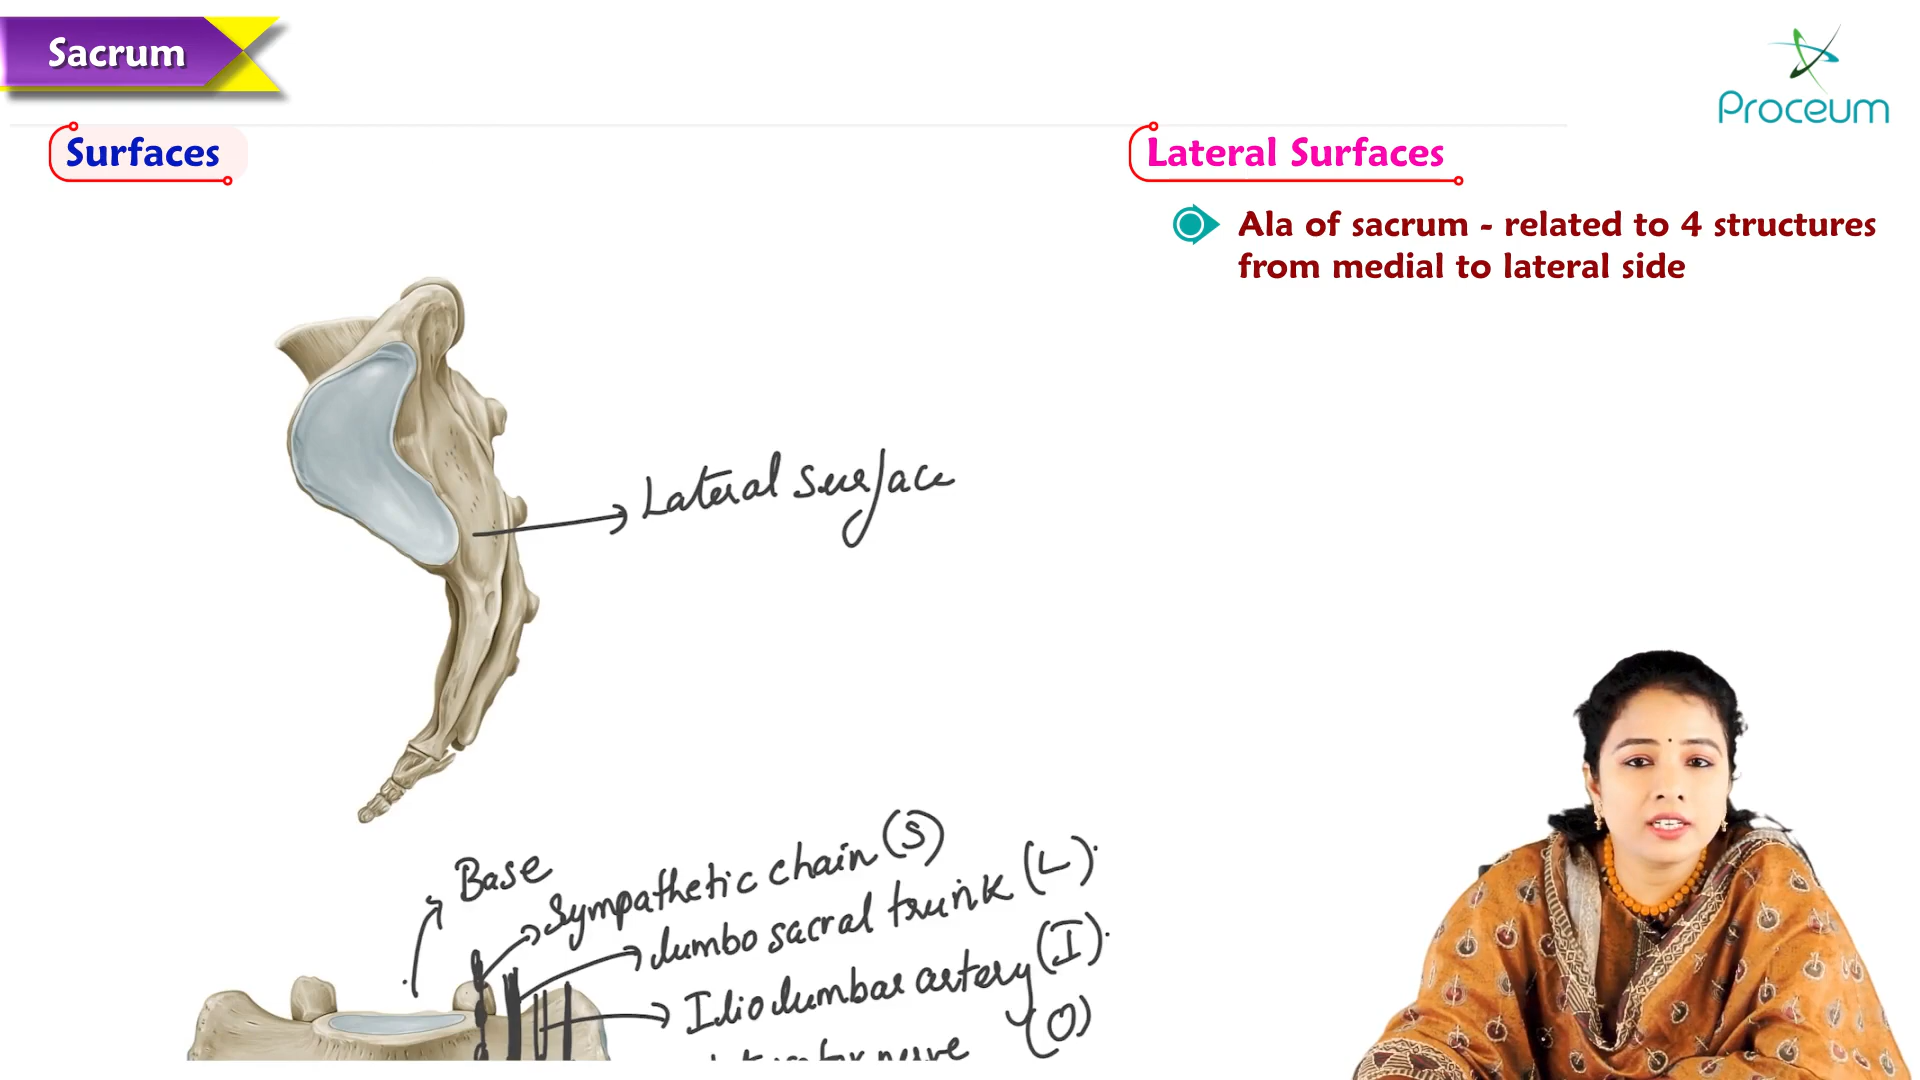 Sacrum
Proceum
Surfaces
Lateral Surfaces
Ala of sacrum - related to 4 structures
from medial to lateral side
Lateral surface
Base
Sympathetic chain (S)
lumbo sacral trunk (L)
Iliolumbar artery (I)
nerve (O)